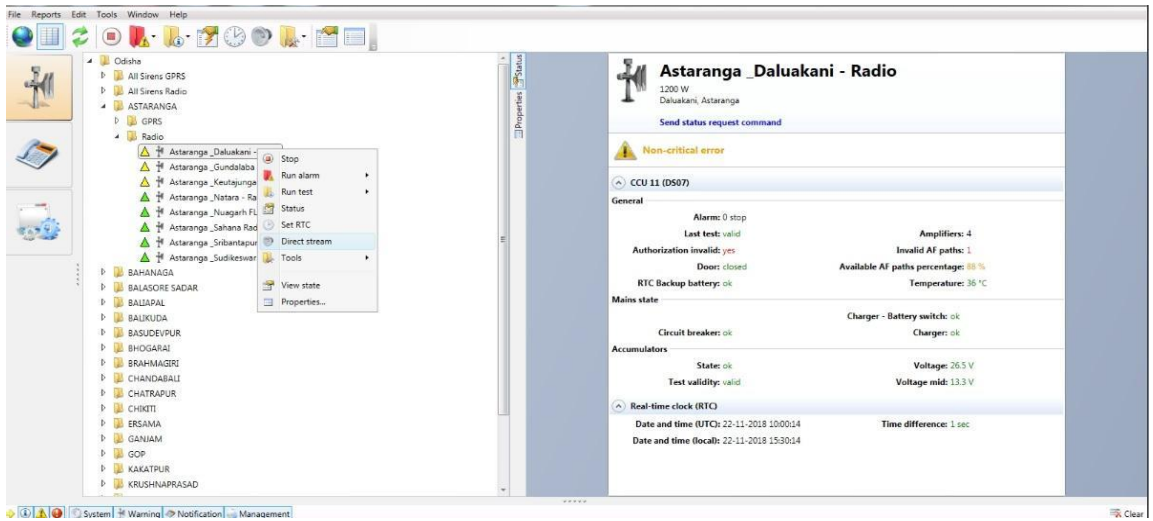 File Reports Edit Tools Window Help
Odisha
All Sirens GPRS
All Sirens Radio
ASTARANGA
GPRS
Radio
Astaranga _Daluakani -
Astaranga _Gundalaba
Astaranga _Keutajunga
Astaranga _Natara - Ra
Astaranga _Nuagarh FL
Astaranga _Sahana Rad
Astaranga _Sribantapur
Astaranga _Sudikeswar
BAHANAGA
BALASORE SADAR
BALIAPAL
BALIKUDA
BASUDEVPUR
BHOGARAI
BRAHMAGIRI
CHANDABALI
CHATRAPUR
CHIKITI
ERSAMA
GANJAM
GOP
KAKATPUR
KRUSHNAPRASAD
Stop
Run alarm
Run test
Status
Set RTC
Direct stream
Tools
View state
Properties...
Status
Properties
Astaranga _Daluakani - Radio
1200 W
Daluakani, Astaranga
Send status request command
Non-critical error
CCU 11 (DS07)
General
Alarm: 0 stop
Last test: valid Amplifiers: 4
Authorization invalid: yes Invalid AF paths: 1
Door: closed Available AF paths percentage: 88 %
RTC Backup battery: ok Temperature: 36 °C
Mains state
Charger - Battery switch: ok
Circuit breaker: ok Charger: ok
Accumulators
State: ok Voltage: 26.5 V
Test validity: valid Voltage mid: 13.3 V
Real-time clock (RTC)
Date and time (UTC): 22-11-2018 10:00:14 Time difference: 1 sec
Date and time (local): 22-11-2018 15:30:14
System Warning Notification Management Clear